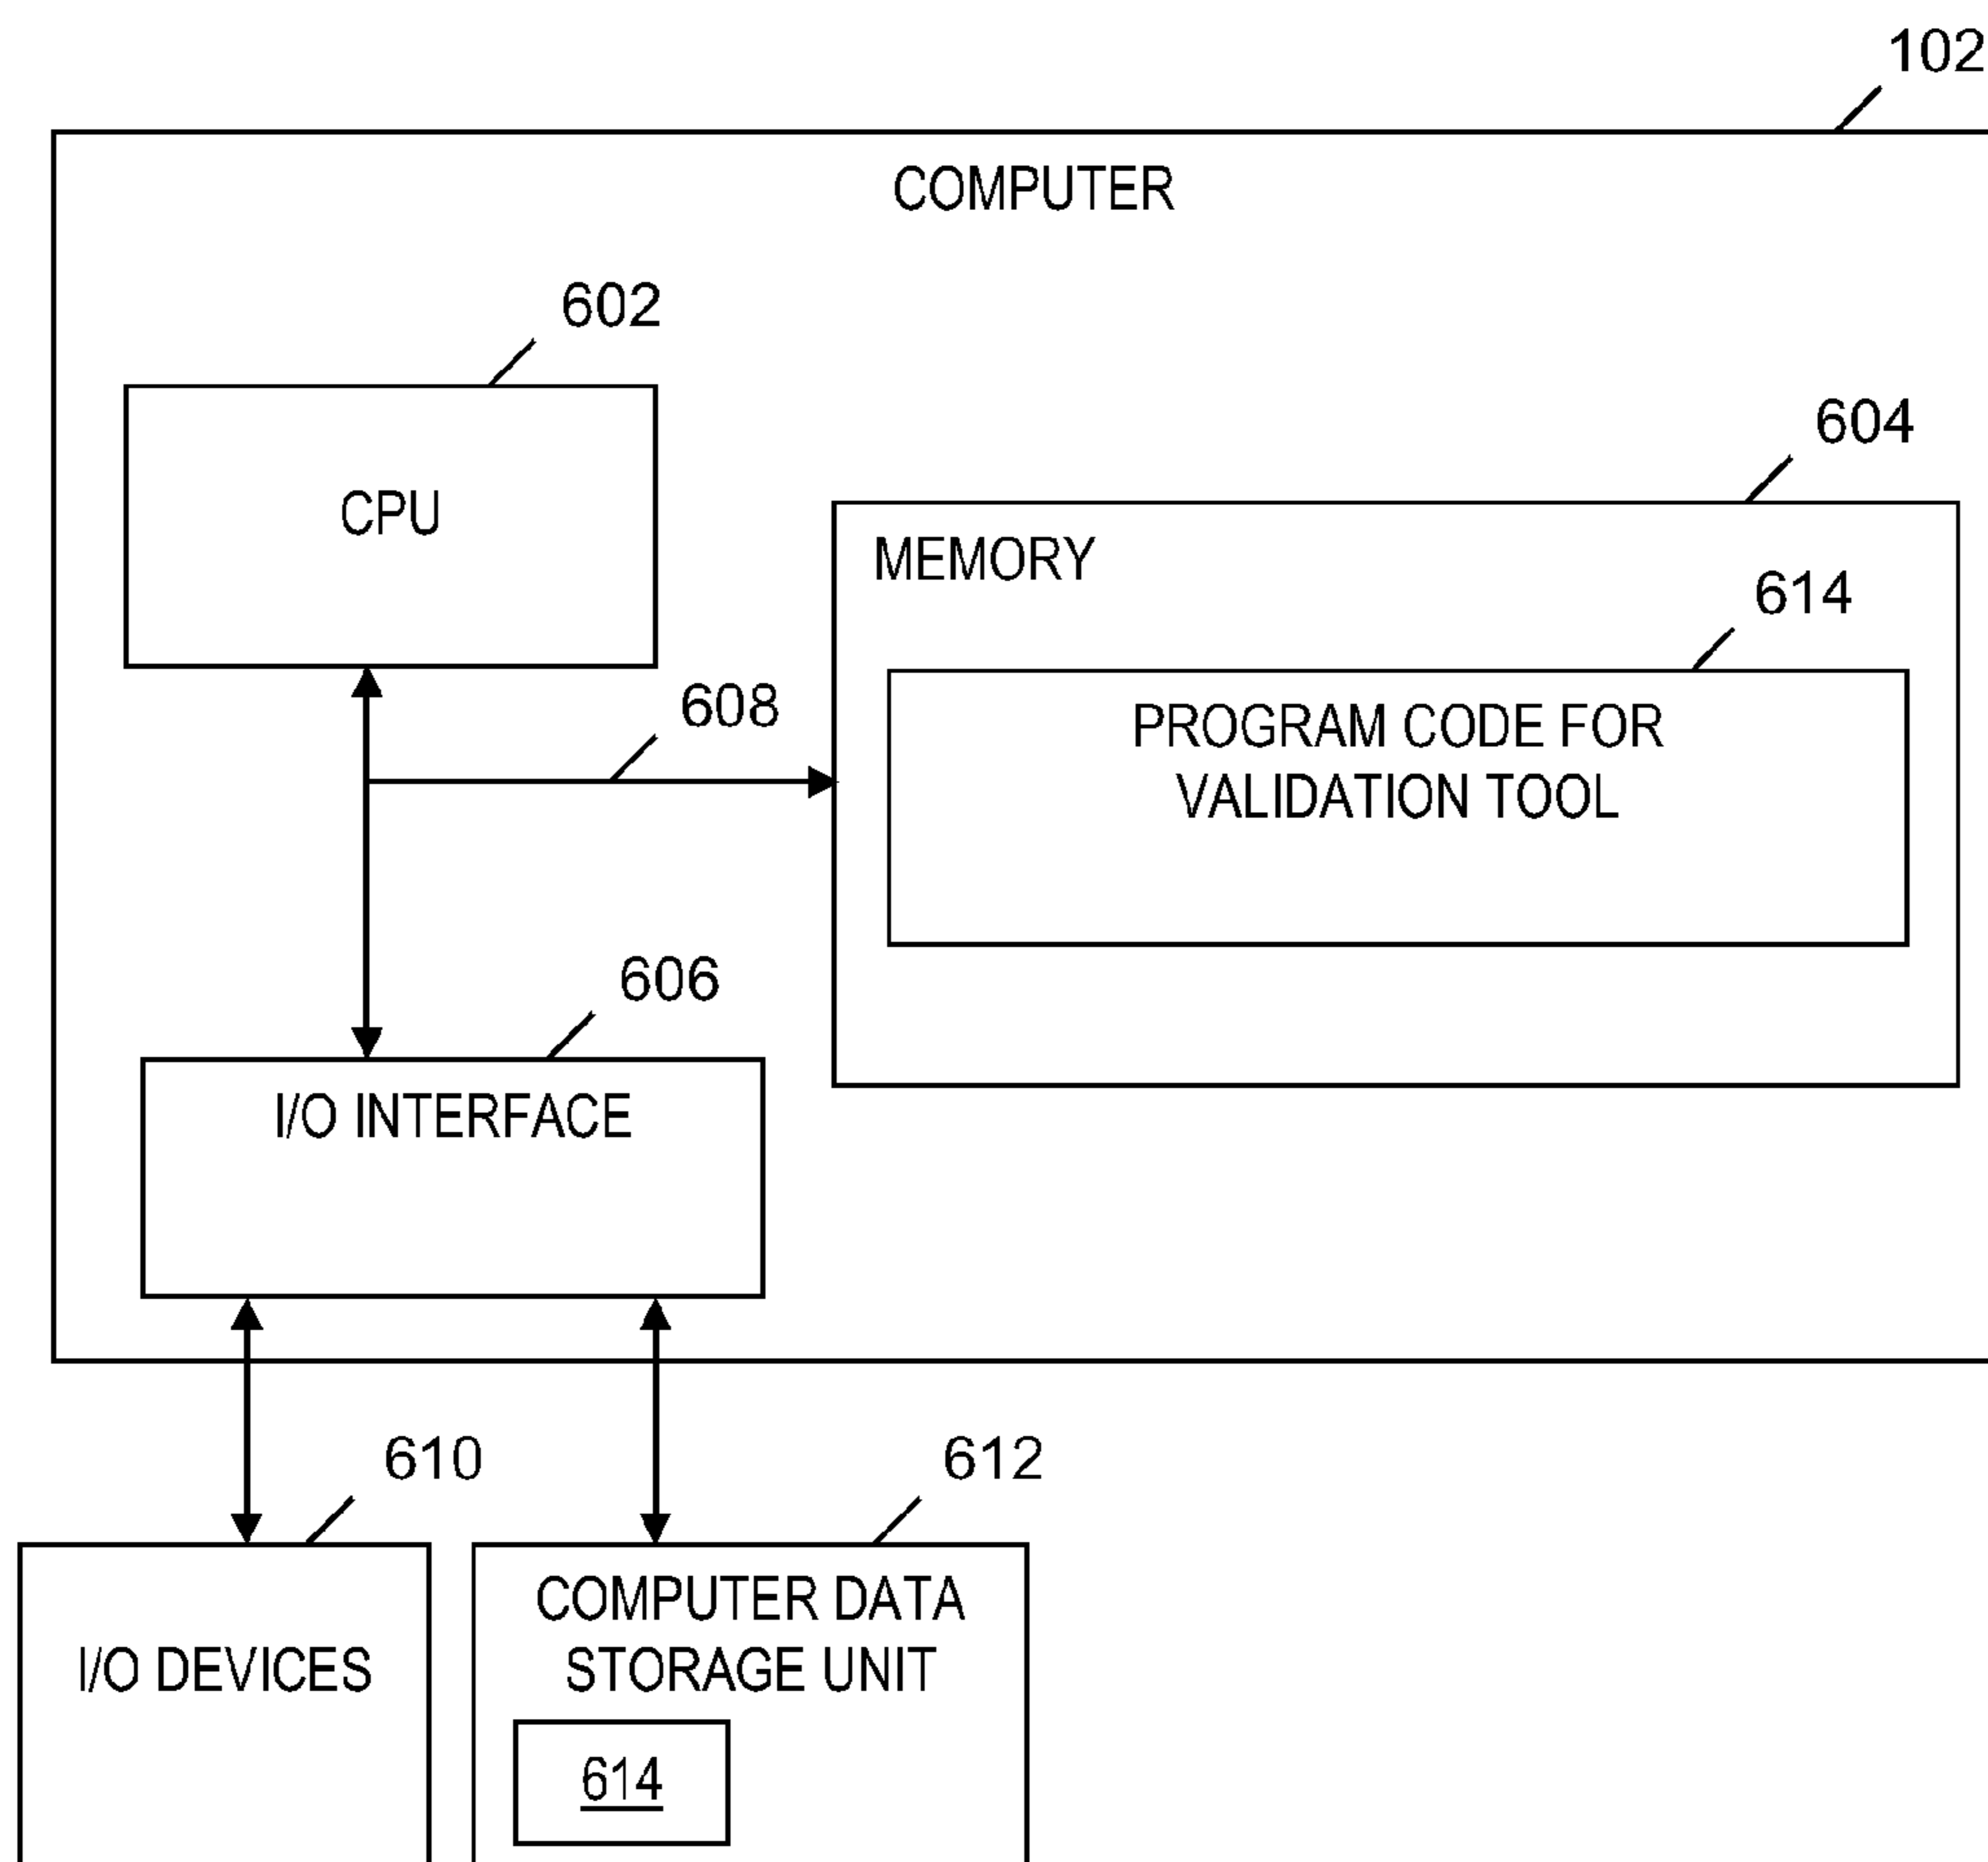 102
COMPUTER
602
CPU
604
MEMORY
614
PROGRAM CODE FOR
VALIDATION TOOL
608
606
I/O INTERFACE
610
I/O DEVICES
612
COMPUTER DATA
STORAGE UNIT
614